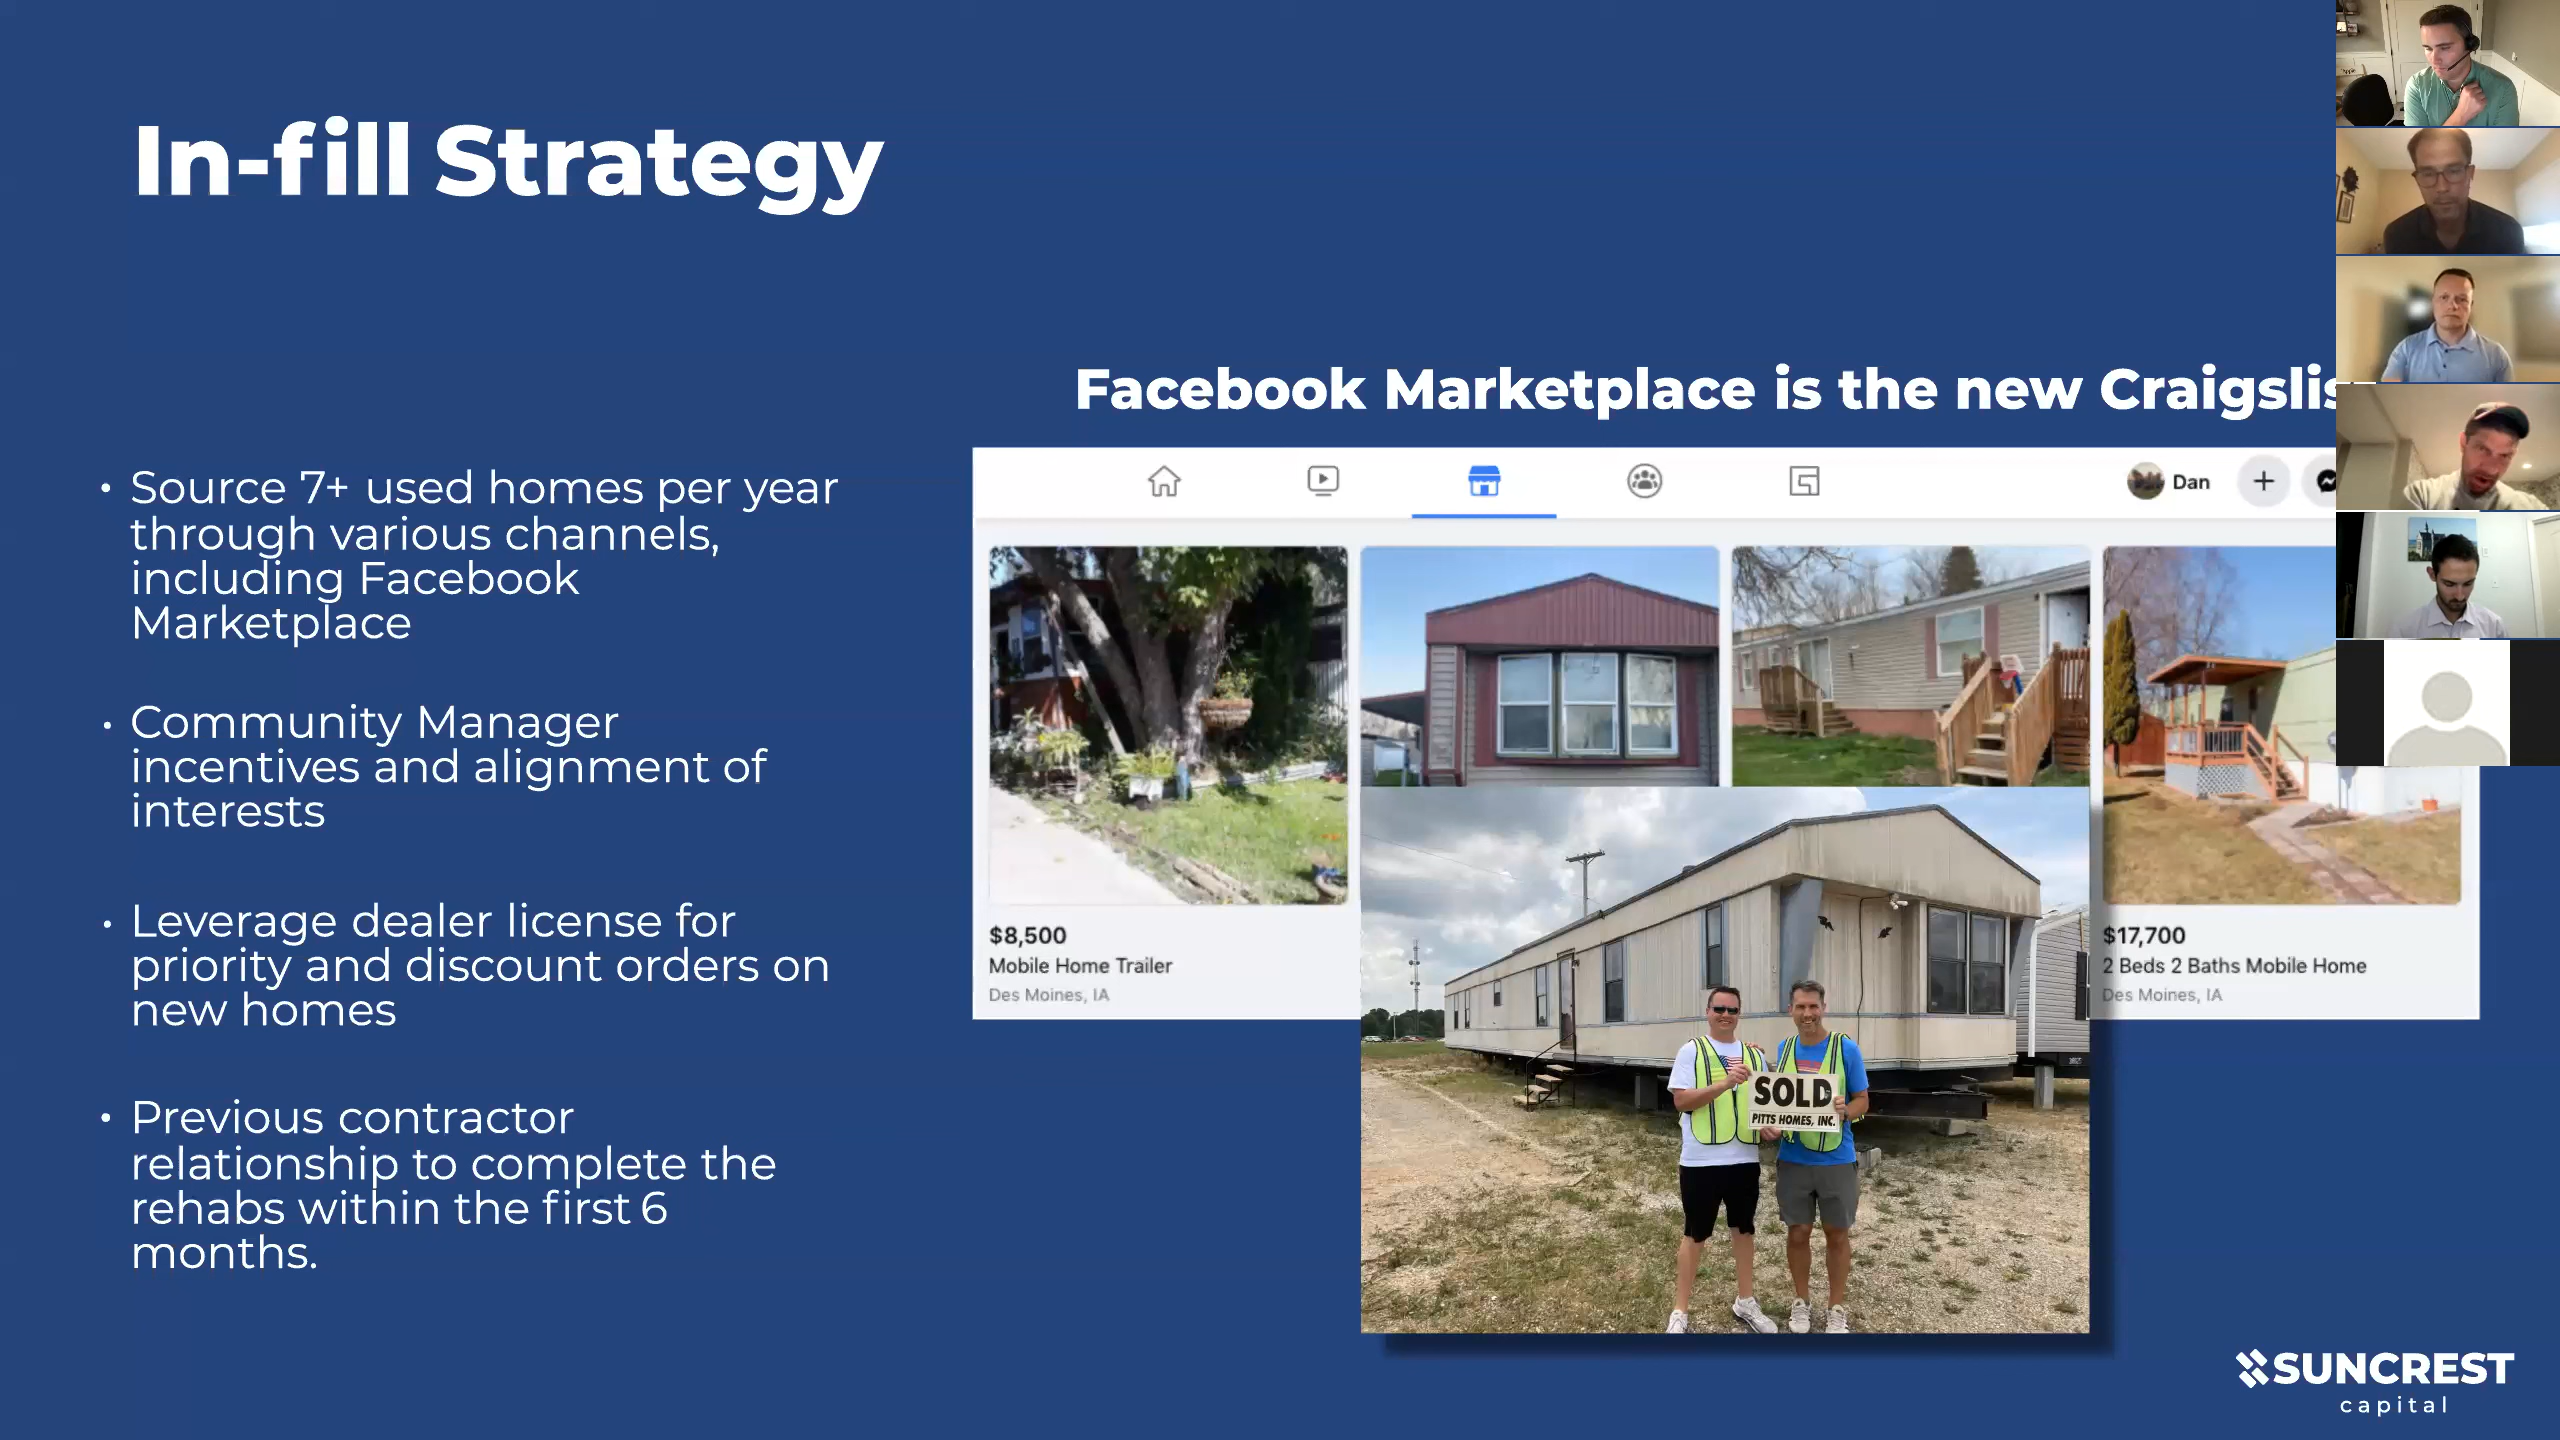 In-fill Strategy
Facebook Marketplace is the new Craigslis
• Source 7+ used homes per year
through various channels,
including Facebook
Marketplace
• Community Manager
incentives and alignment of
interests
• Leverage dealer license for
priority and discount orders on
new homes
• Previous contractor
relationship to complete the
rehabs within the first 6
months.
Dan
$8,500
Mobile Home Trailer
Des Moines, IA
$17,700
2 Beds 2 Baths Mobile Home
Des Moines, IA
SOLD
PITTS HOMES, INC.
SUNCREST
capital